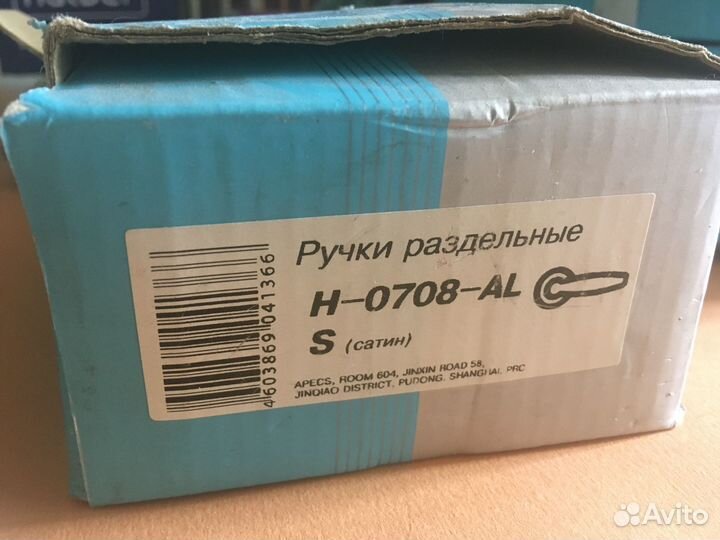 Ручки раздельные
H-0708-AL
S (сатин)
APECS, ROOM 604, JINXIN ROAD 58,
JINQIAO DISTRICT, PUDONG, SHANGHAI, PRC
4603869041366
Avito